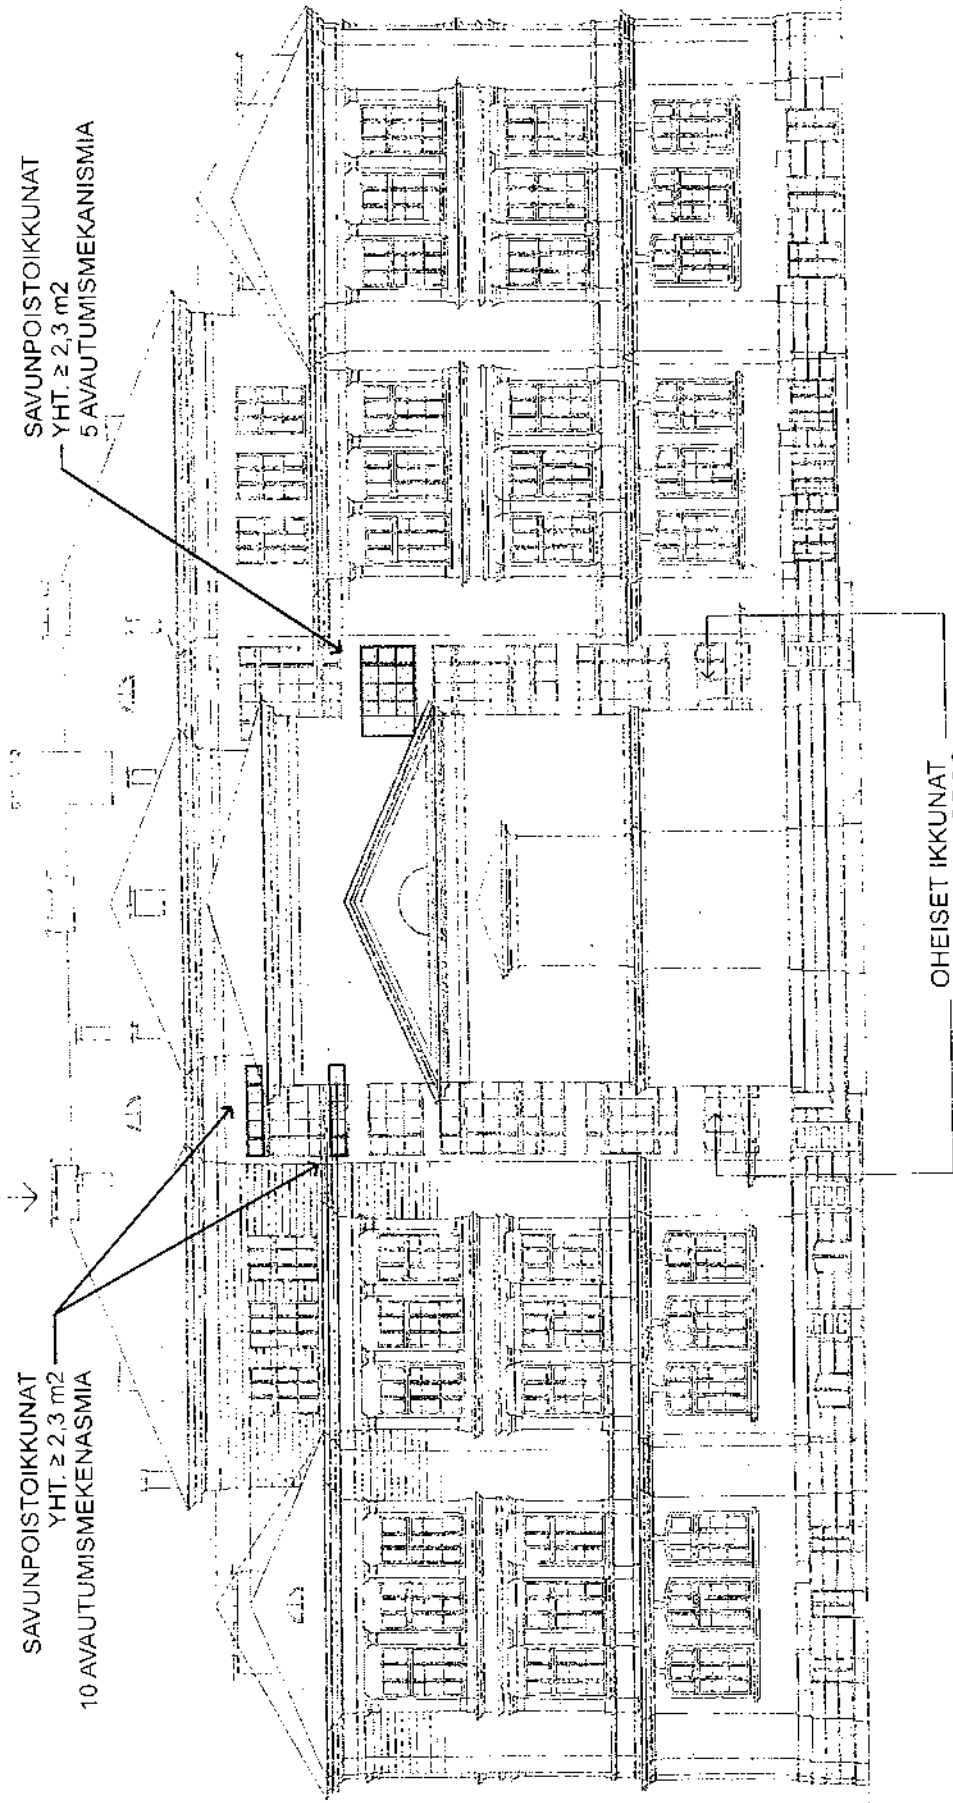 SAVUNPOISTOIKKUNAT
YHT. ≥ 2,3 m2
10 AVAUTUMISMEKENASMIA
SAVUNPOISTOIKKUNAT
YHT. ≥ 2,3 m2
5 AVAUTUMISMEKANISMIA
OHEISET IKKUNAT